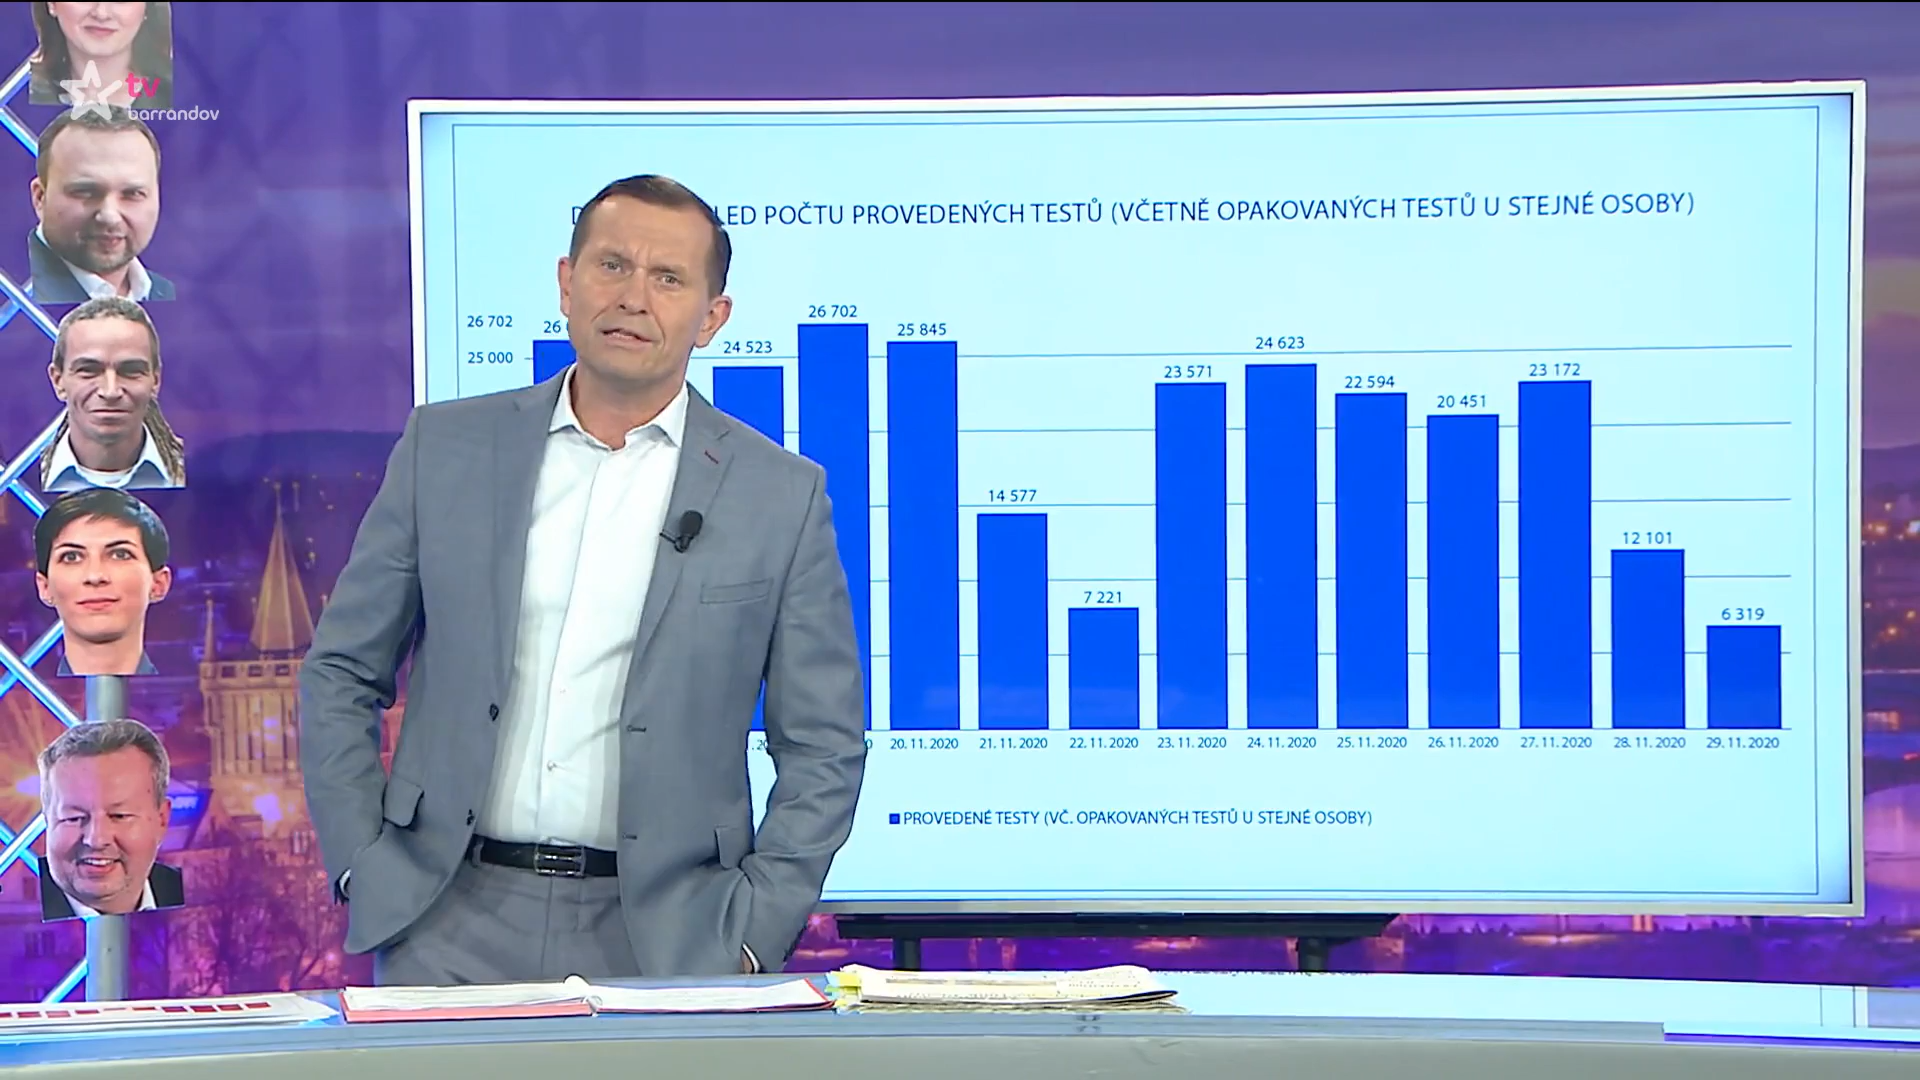 tv
barrandov
LED POČTU PROVEDENÝCH TESTŮ (VČETNĚ OPAKOVANÝCH TESTŮ U STEJNÉ OSOBY)
26 702
25 000
24 523
26 702
25 845
14 577
7 221
23 571
24 623
22 594
20 451
23 172
12 101
6 319
20. 11. 2020
21. 11. 2020
22. 11. 2020
23. 11. 2020
24. 11. 2020
25. 11. 2020
26. 11. 2020
27. 11. 2020
28. 11. 2020
29. 11. 2020
PROVEDENÉ TESTY (VČ. OPAKOVANÝCH TESTŮ U STEJNÉ OSOBY)